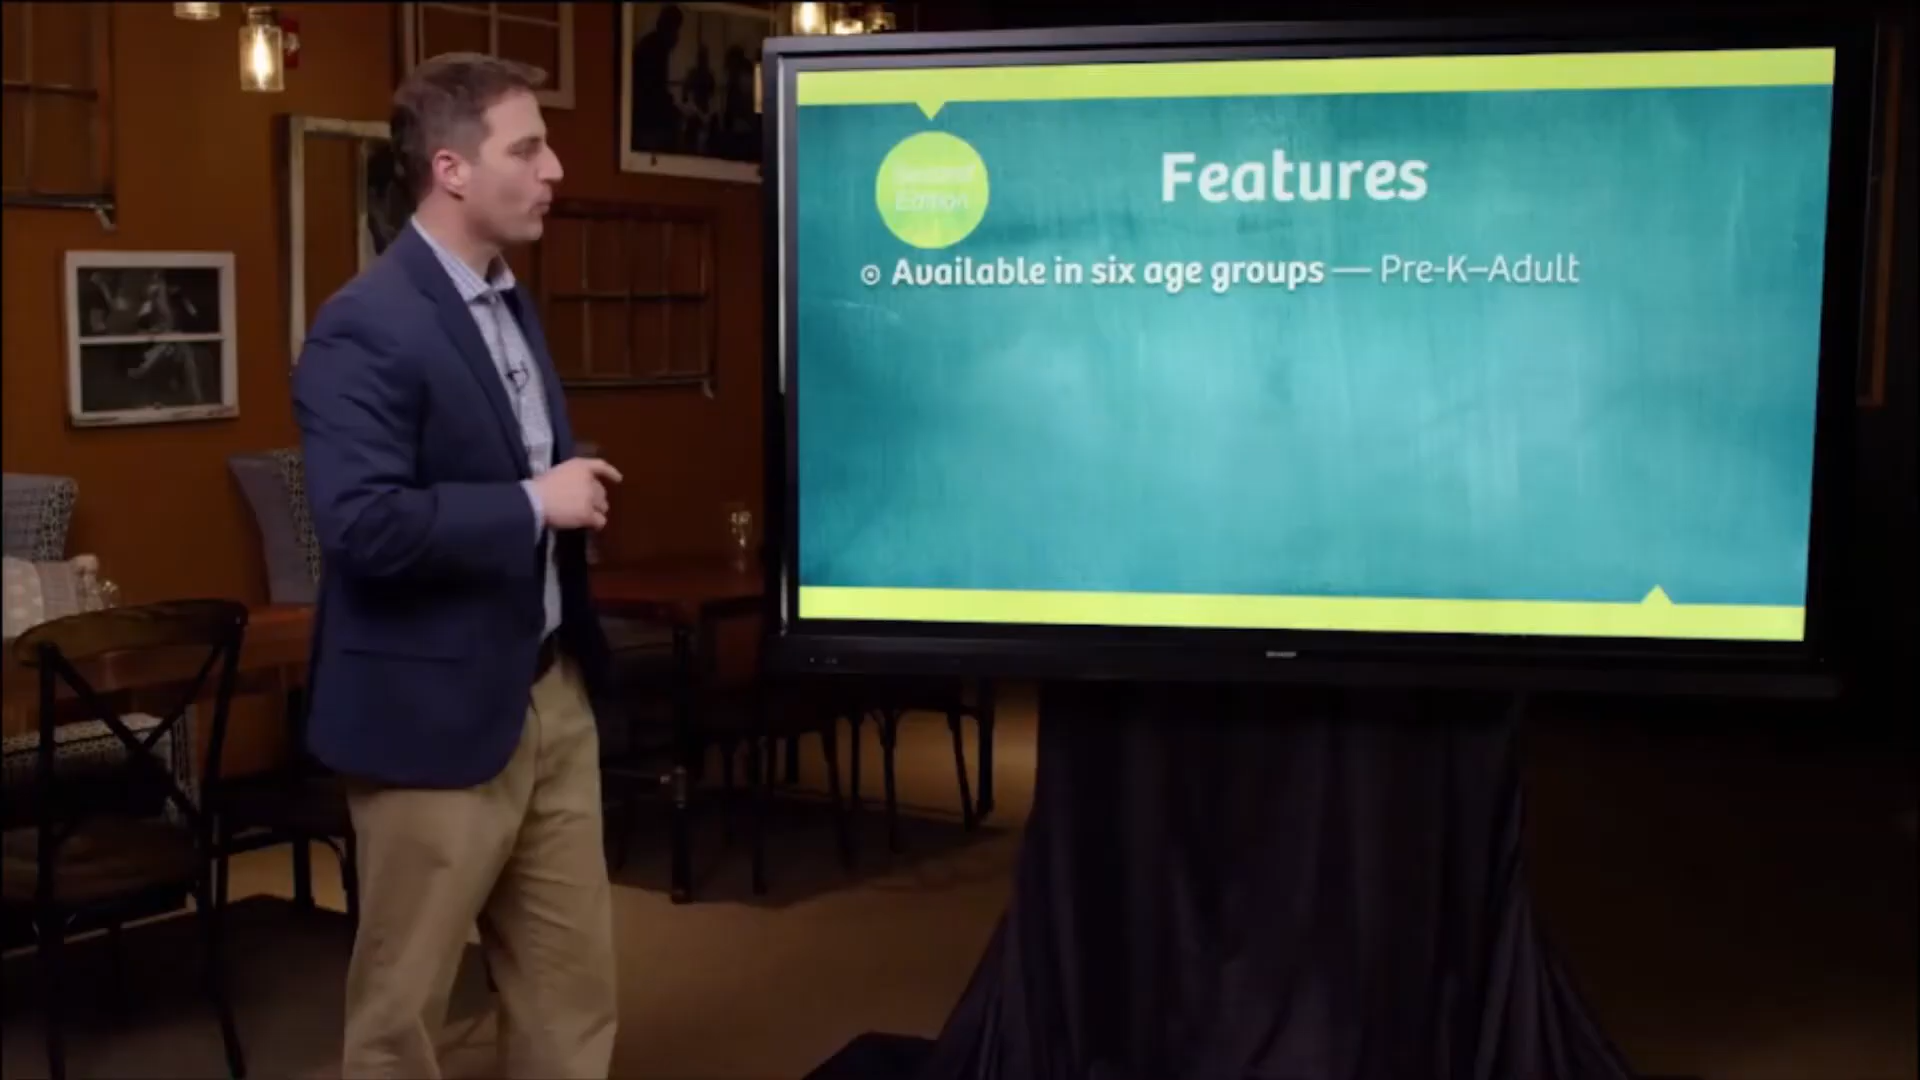 Second
Edition
Features
Available in six age groups — Pre-K–Adult